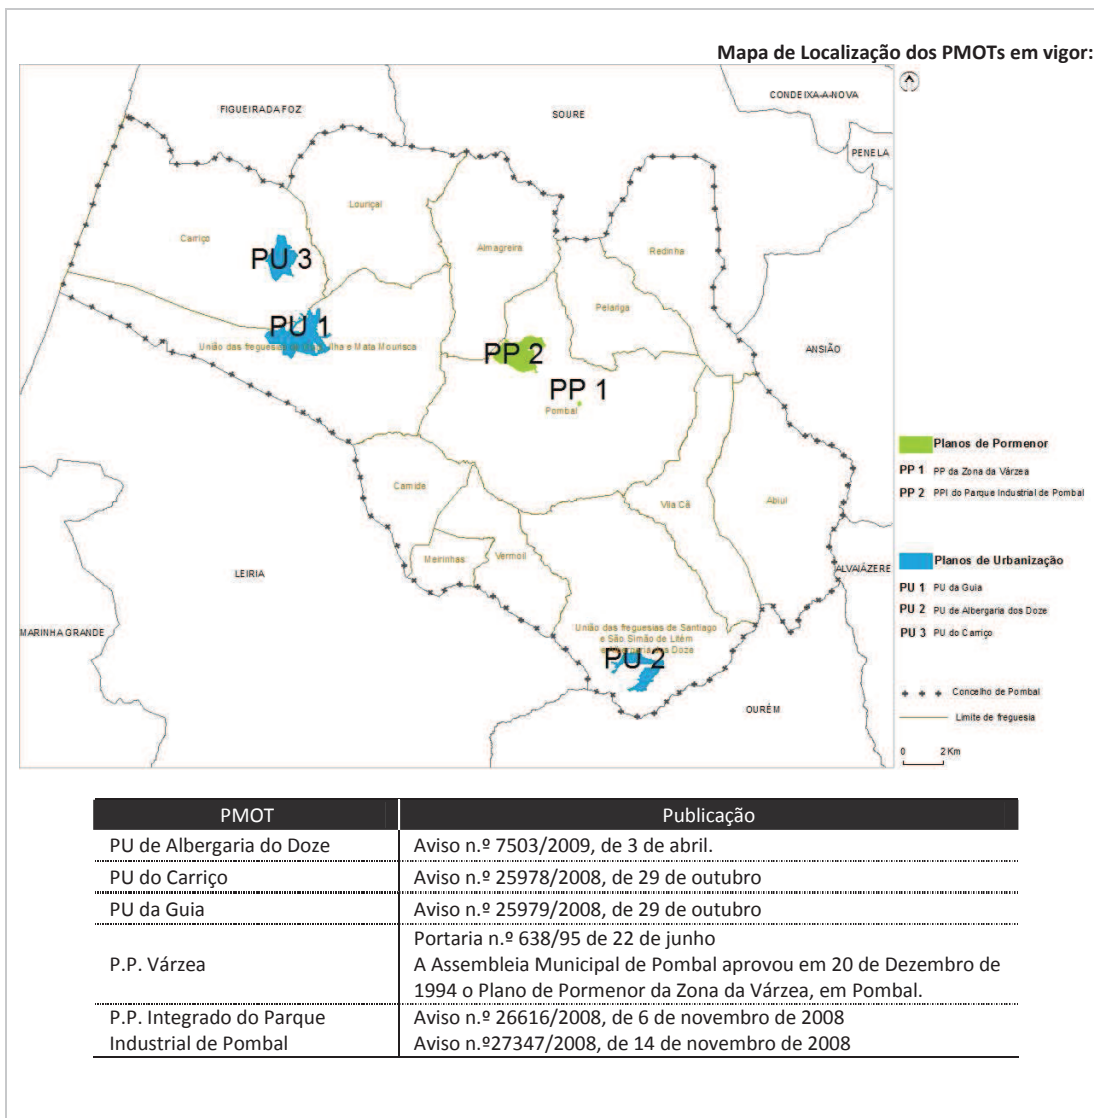 Mapa de Localização dos PMOTs em vigor:
FIGUEIRA DA FOZ
SOURE
CONDEIXA-A-NOVA
PENELA
Louriçal
Carriço
PU 3
Almagreira
Redinha
Pelariga
PU 1
União das freguesias de Ilha e Mata Mourisca
PP 2
ANSIÃO
PP 1
Pombal
Carnide
Vila Cã
Abiul
Meirinhas
Vermoil
LEIRIA
ALVAIÁZERE
MARINHA GRANDE
União das freguesias de Santiago
e São Simão de Litém
e Albergaria dos Doze
PU 2
OURÉM
Planos de Pormenor
PP 1 PP da Zona da Várzea
PP 2 PPI do Parque Industrial de Pombal
Planos de Urbanização
PU 1 PU da Guia
PU 2 PU de Albergaria dos Doze
PU 3 PU do Carriço
Concelho de Pombal
Limite de freguesia
0 2 Km
PMOT Publicação
PU de Albergaria do Doze Aviso n.º 7503/2009, de 3 de abril.
PU do Carriço Aviso n.º 25978/2008, de 29 de outubro
PU da Guia Aviso n.º 25979/2008, de 29 de outubro
P.P. Várzea
Portaria n.º 638/95 de 22 de junho
A Assembleia Municipal de Pombal aprovou em 20 de Dezembro de
1994 o Plano de Pormenor da Zona da Várzea, em Pombal.
P.P. Integrado do Parque Aviso n.º 26616/2008, de 6 de novembro de 2008
Industrial de Pombal Aviso n.º27347/2008, de 14 de novembro de 2008